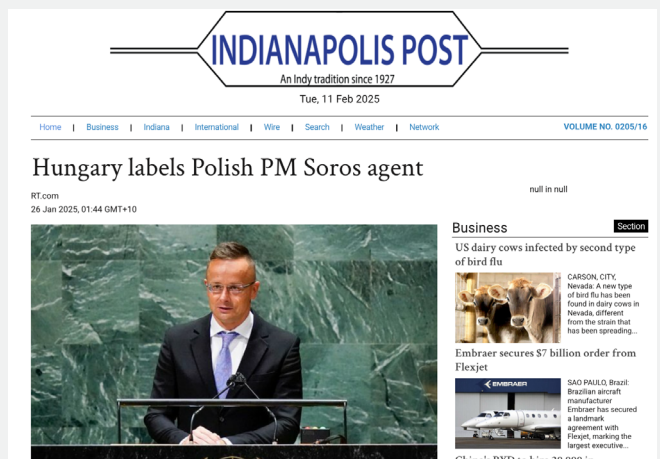 INDIANAPOLIS POST
An Indy tradition since 1927
Tue, 11 Feb 2025
Home | Business | Indiana | International | Wire | Search | Weather | Network
VOLUME NO. 0205/16
Hungary labels Polish PM Soros agent
RT.com
26 Jan 2025, 01:44 GMT+10
null in null
Business
Section
US dairy cows infected by second type
of bird flu
CARSON, CITY,
Nevada: A new type
of bird flu has been
found in dairy cows in
Nevada, different
from the strain that
has been spreading...
Embraer secures $7 billion order from
Flexjet
EMBRAER
SAO PAULO, Brazil:
Brazilian aircraft
manufacturer
Embraer has secured
a landmark
agreement with
Flexjet, marking the
largest executive...